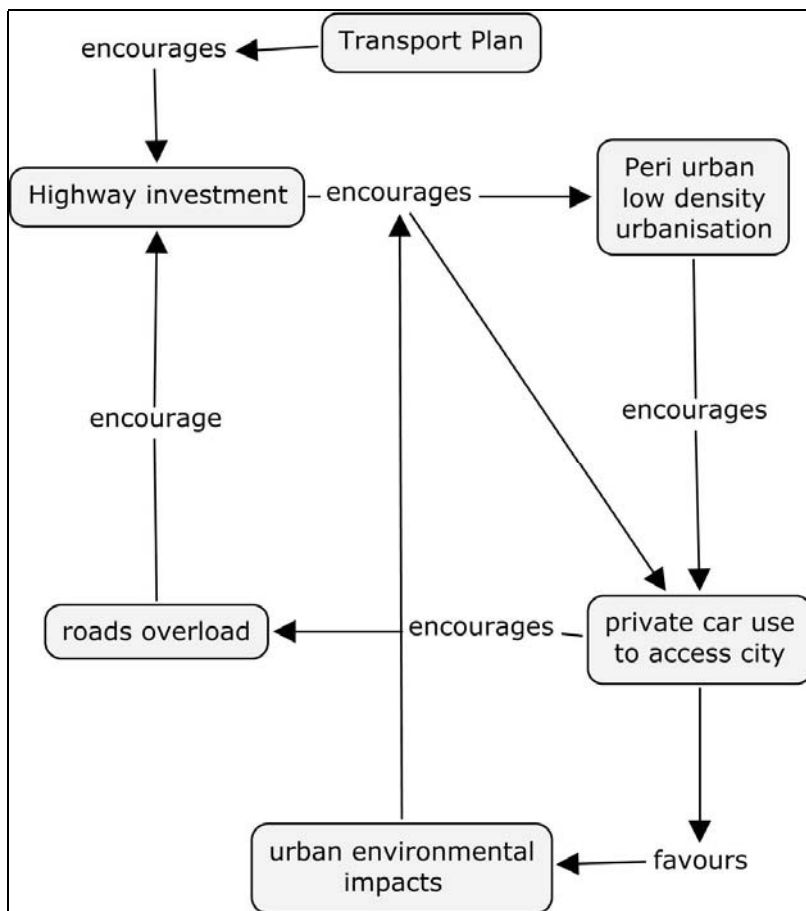 encourages
Transport Plan
Highway investment
encourages
Peri urban
low density
urbanisation
encourage
encourages
roads overload
encourages
private car use
to access city
urban environmental
impacts
favours